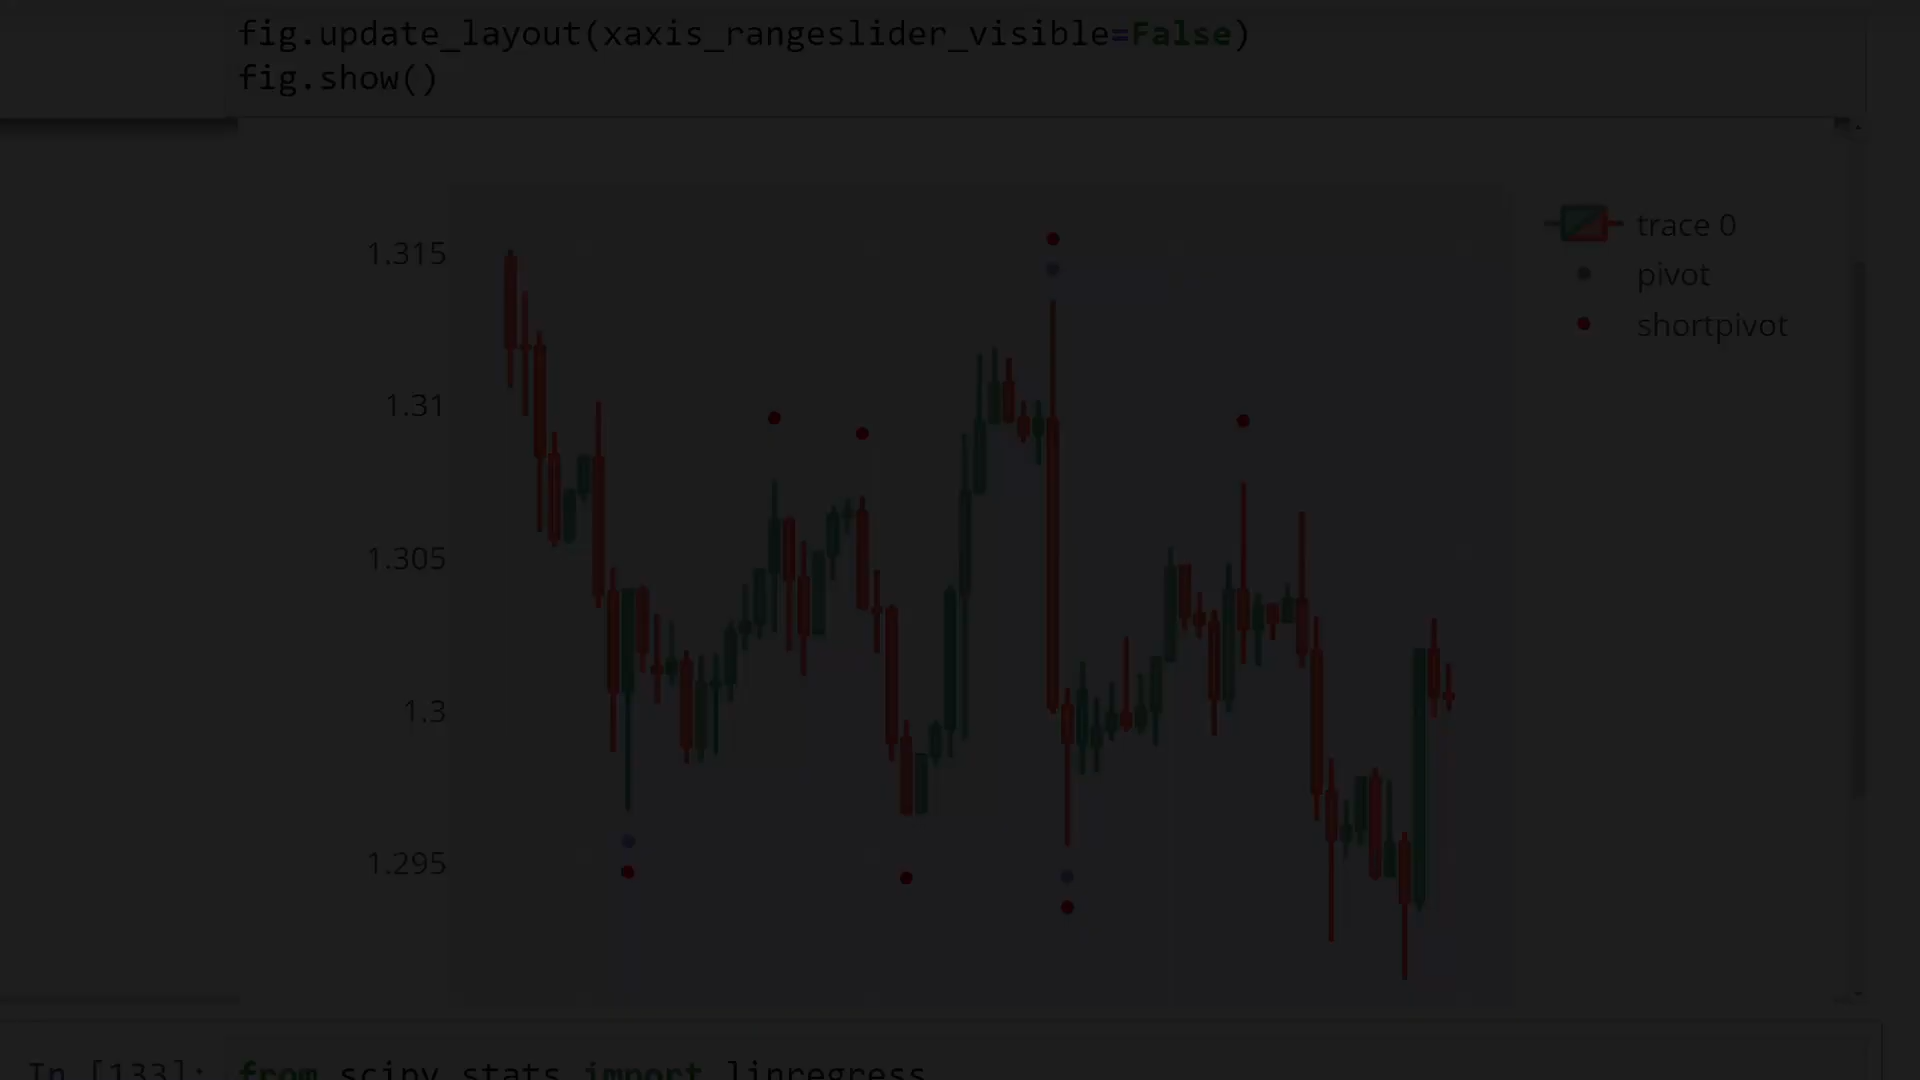 fig.update_layout(xaxis_rangeslider_visible=False)
fig.show()
trace 0
pivot
shortpivot
1.315
1.31
1.305
1.3
1.295
In [133]: from scipy.stats import linregress